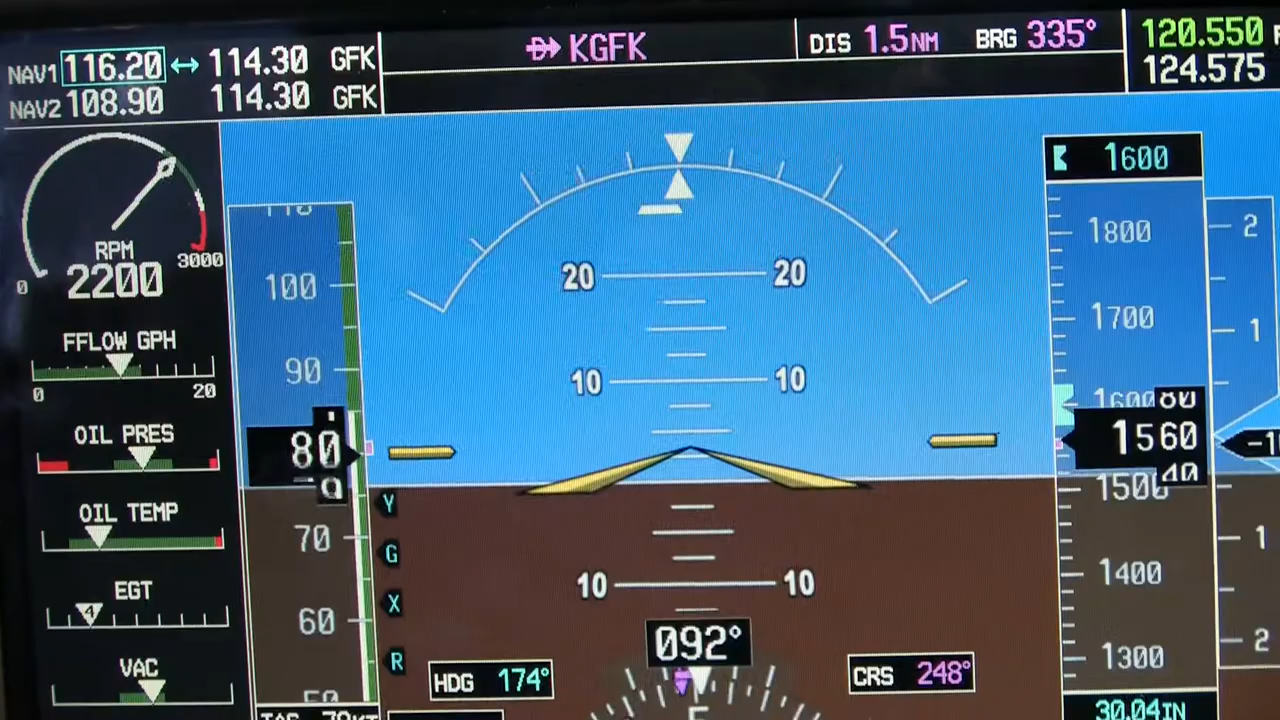 NAV1 116.20 ↔ 114.30 GFK
NAV2 108.90 114.30 GFK
KGFK
DIS 1.5NM BRG 335°
120.550
124.575
RPM
2200
0 3000
FFLOW GPH
0 20
OIL PRES
OIL TEMP
EGT
4
VAC
100
90
80
70
60
20 20
10 10
10 10
Y
G
X
R
092°
HDG 174°
CRS 248°
1600
1800
1700
1600
1560
1500
1400
1300
30.04IN
2
1
1
2